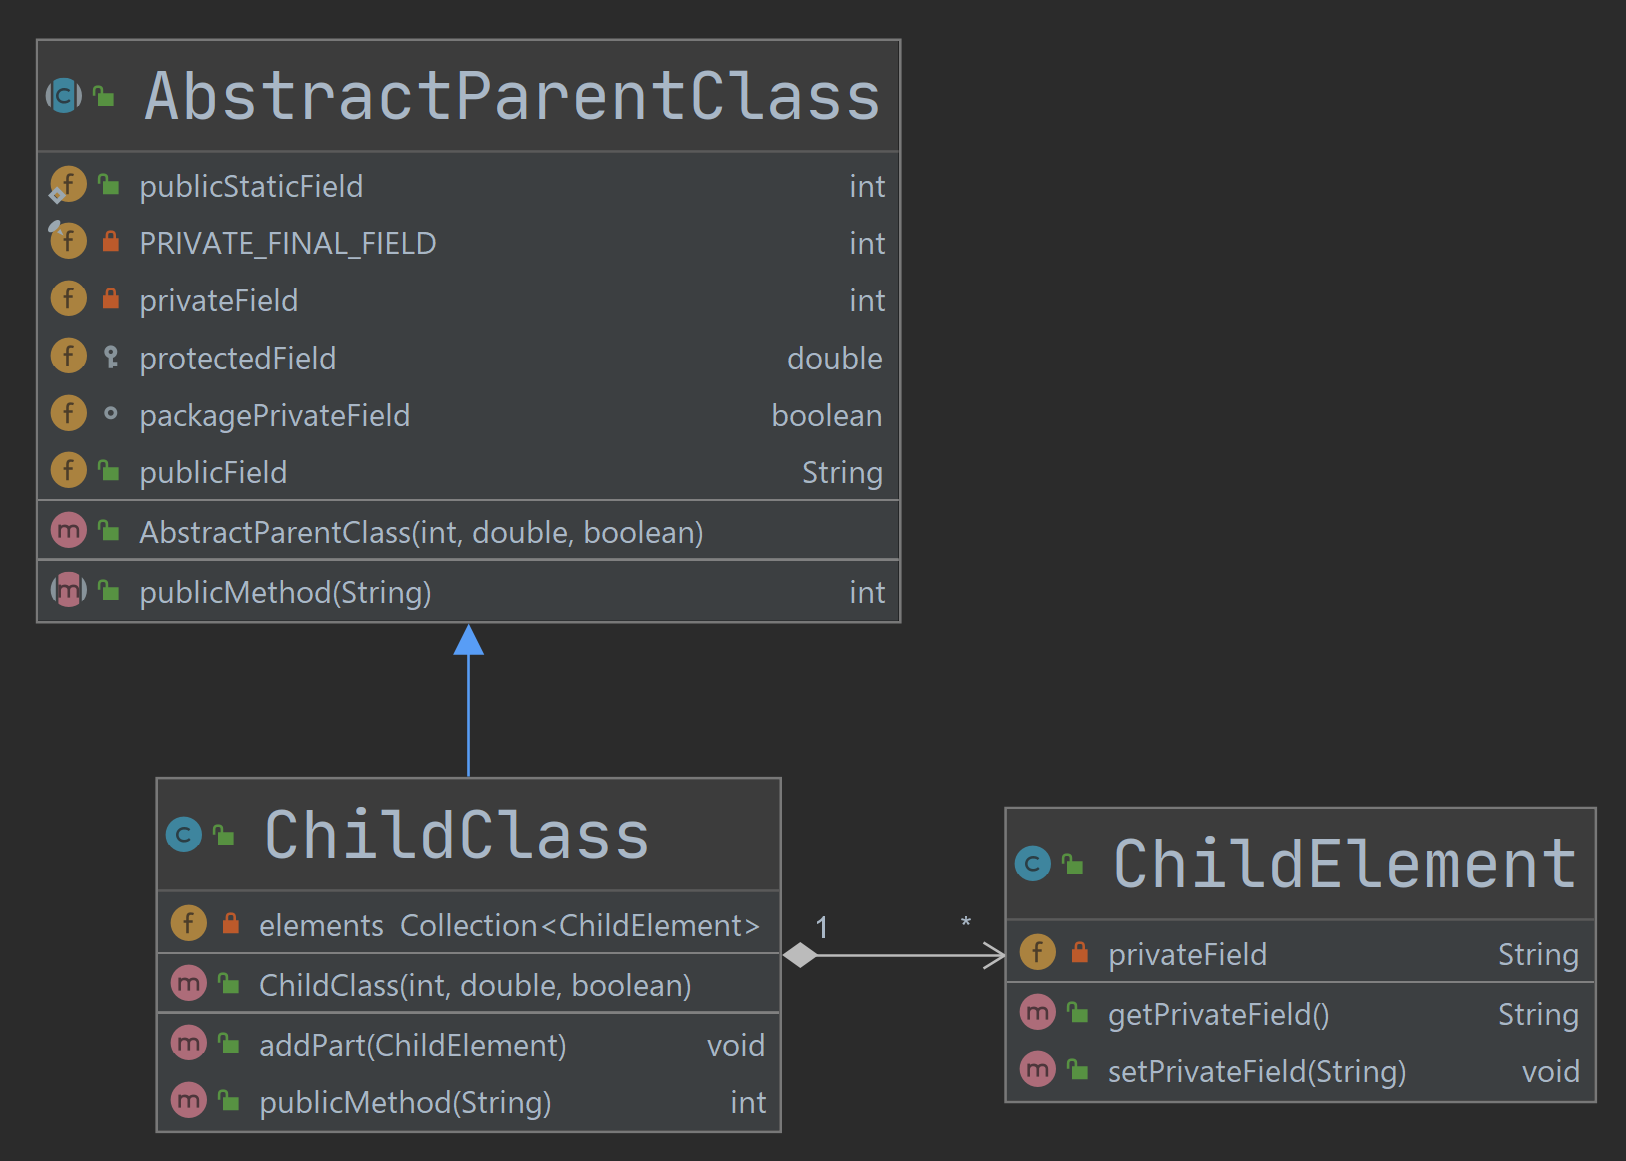 AbstractParentClass
publicStaticField int
PRIVATE_FINAL_FIELD int
privateField int
protectedField double
packagePrivateField boolean
publicField String
AbstractParentClass(int, double, boolean)
publicMethod(String) int
ChildClass
elements Collection<ChildElement>
ChildClass(int, double, boolean)
addPart(ChildElement) void
publicMethod(String) int
1 *
ChildElement
privateField String
getPrivateField() String
setPrivateField(String) void